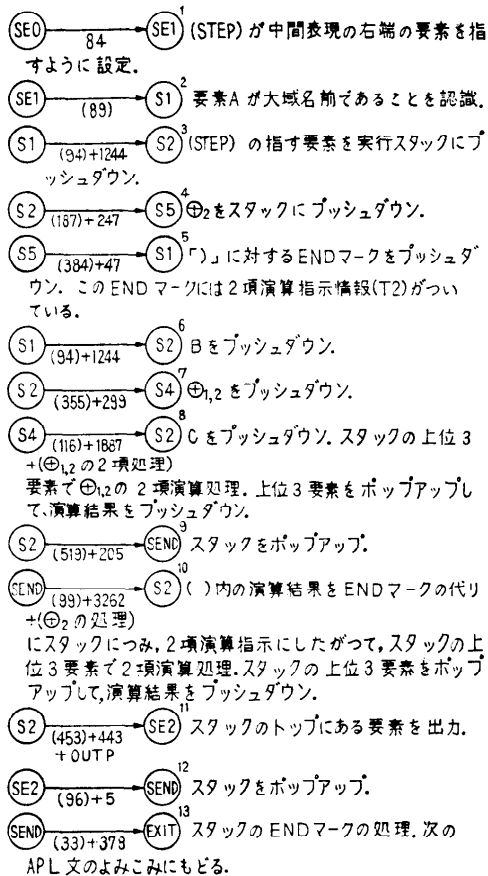 SE0 84 SE1 1 (STEP)が中間表現の右端の要素を指
すように設定.
SE1 (89) S1 2 要素Aが大域名前であることを認識.
S1 (94)+1244 S2 3 (STEP)の指す要素を実行スタックにプ
ッシュダウン.
S2 (187)+247 S5 4 ⊕₂をスタックにプッシュダウン.
S5 (384)+47 S1 5 「)」に対するENDマークをプッシュダ
ウン. このENDマークには2項演算指示情報(T2)がつい
ている.
S1 (94)+1244 S2 6 Bをプッシュダウン.
S2 (355)+299 S4 7 ⊕₁,₂をプッシュダウン.
S4 (116)+1867 S2 8 Cをプッシュダウン. スタックの上位3
+(⊕₁,₂の2項処理)
要素で⊕₁,₂の2項演算処理. 上位3要素をポップアップし
て、演算結果をプッシュダウン.
S2 (519)+205 SEND 9 スタックをポップアップ.
SEND (99)+3262 S2 10 ( )内の演算結果をENDマークの代り
+(⊕₂の処理)
にスタックにつみ, 2項演算指示にしたがって, スタックの上
位3要素で2項演算処理. スタックの上位3要素をポップ
アップして, 演算結果をプッシュダウン.
S2 (453)+443 SE2 11 スタックのトップにある要素を出力.
+OUTP
SE2 (96)+5 SEND 12 スタックをポップアップ.
SEND (33)+379 EXIT 13 スタックのENDマークの処理. 次の
APL文のよみこみにもどる.